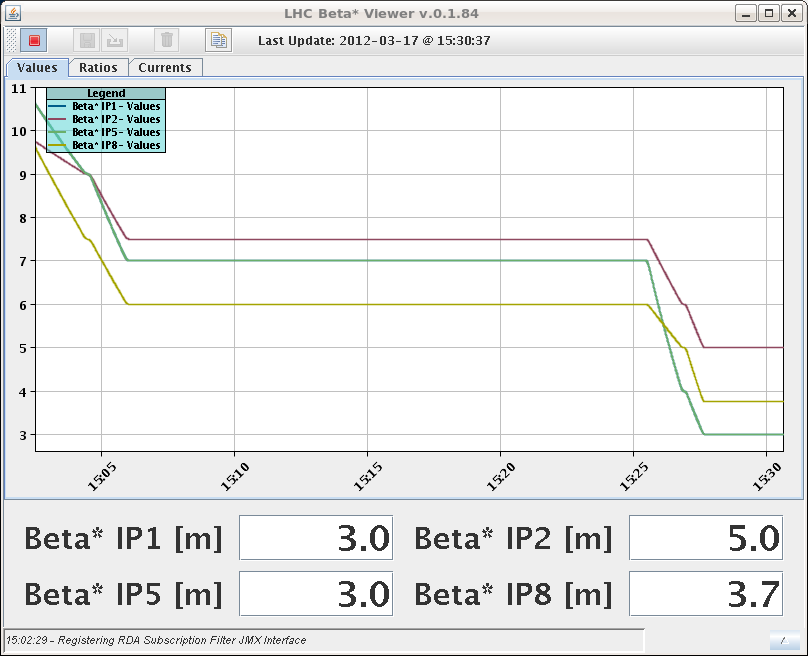 LHC Beta* Viewer v.0.1.84
Last Update: 2012-03-17 @ 15:30:37
Values Ratios Currents
Legend
Beta* IP1- Values
Beta* IP2- Values
Beta* IP5- Values
Beta* IP8- Values
11
10
9
8
7
6
5
4
3
15:05 15:10 15:15 15:20 15:25 15:30
Beta* IP1 [m] 3.0 Beta* IP2 [m] 5.0
Beta* IP5 [m] 3.0 Beta* IP8 [m] 3.7
15:02:29 - Registering RDA Subscription Filter JMX Interface